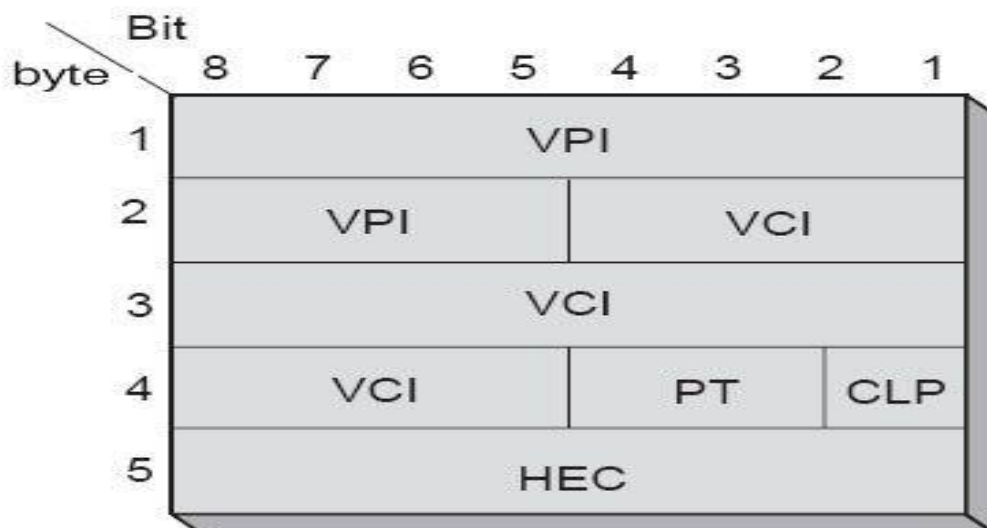 Bit
byte 8 7 6 5 4 3 2 1
1 VPI
2 VPI VCI
3 VCI
4 VCI PT CLP
5 HEC